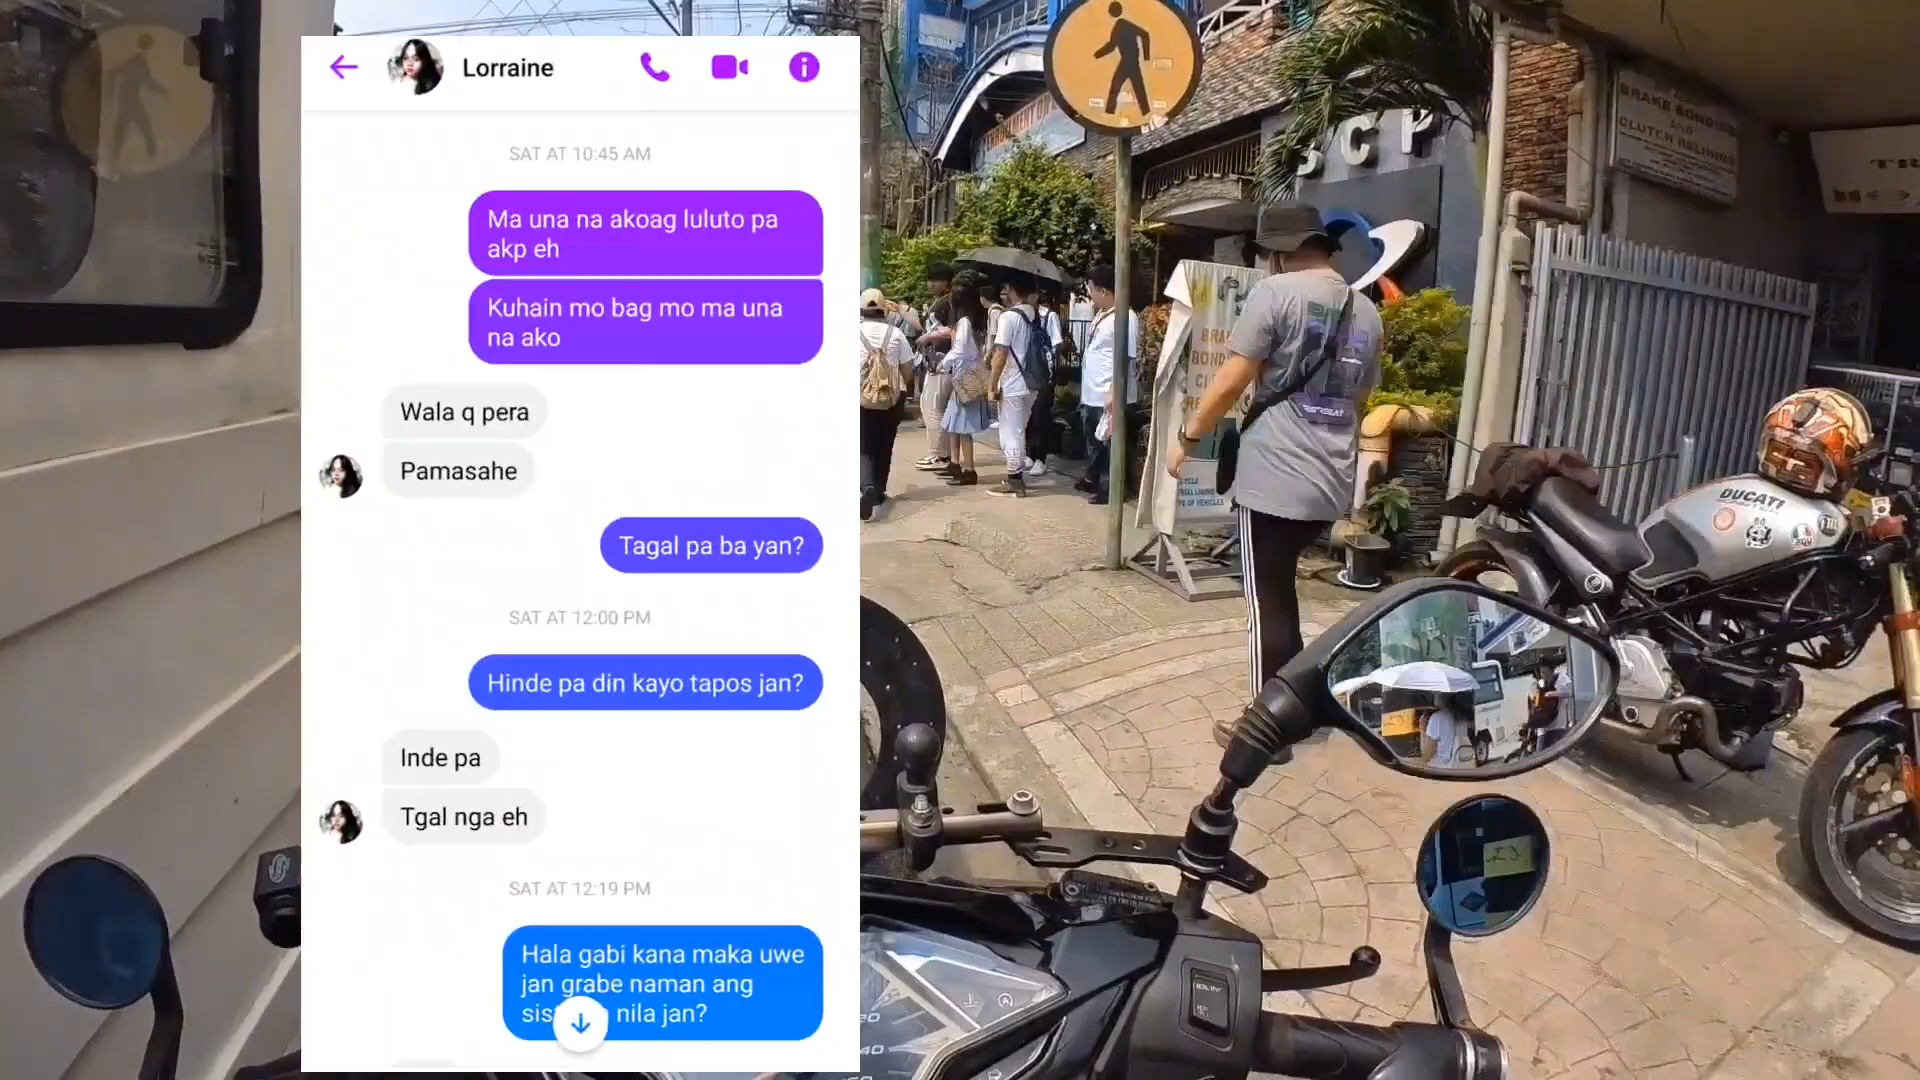 Lorraine
SAT AT 10:45 AM
Ma una na akoag luluto pa
akp eh
Kuhain mo bag mo ma una
na ako
Wala q pera
Pamasahe
Tagal pa ba yan?
SAT AT 12:00 PM
Hinde pa din kayo tapos jan?
Inde pa
Tgal nga eh
SAT AT 12:19 PM
Hala gabi kana maka uwe
jan grabe naman ang
nila jan?
CP
BRAKE BONDING
AND
CLUTCH RELINING
DUCATI